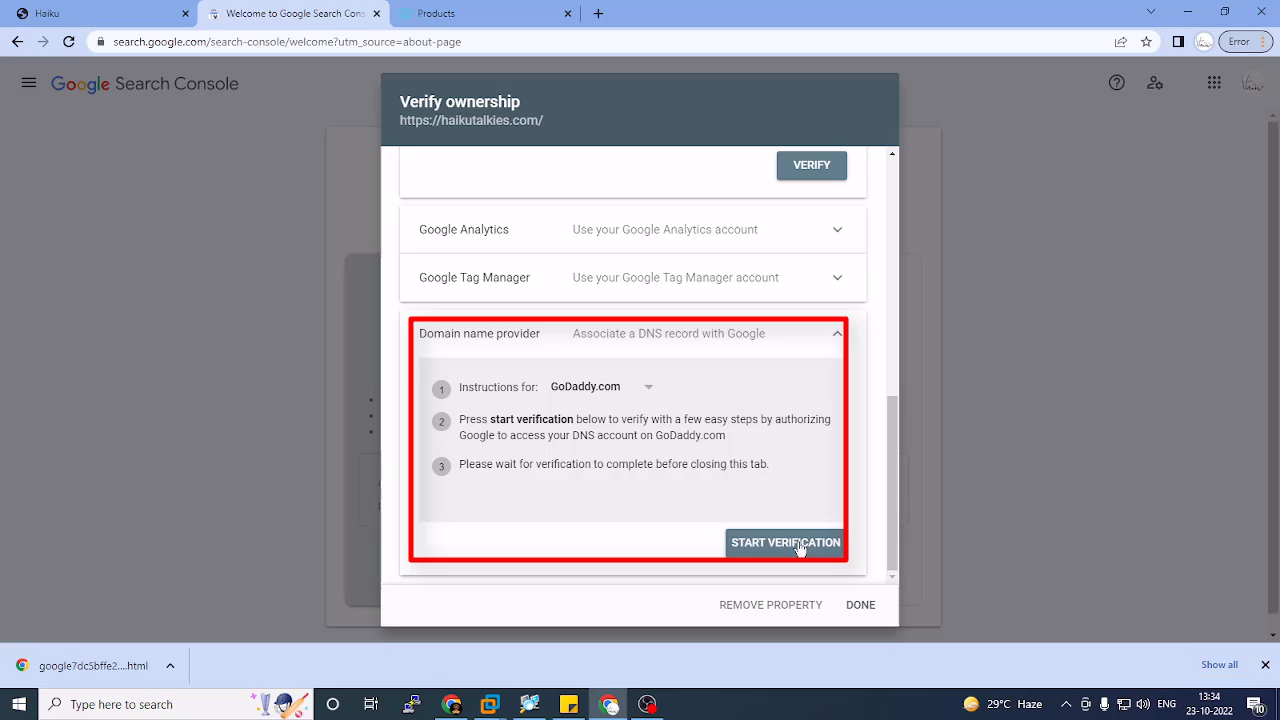 Haiku
Welcome to Google Search Console
Products
search.google.com/search-console/welcome?utm_source=about-page
Error
Google Search Console
Verify ownership
https://haikutalkies.com/
VERIFY
Google Analytics Use your Google Analytics account
Google Tag Manager Use your Google Tag Manager account
Domain name provider Associate a DNS record with Google
1 Instructions for: GoDaddy.com
2 Press start verification below to verify with a few easy steps by authorizing
Google to access your DNS account on GoDaddy.com
3 Please wait for verification to complete before closing this tab.
START VERIFICATION
REMOVE PROPERTY DONE
google7dc5bffe2....html
Show all
Type here to search
29°C Haze
ENG
13:34
23-10-2022